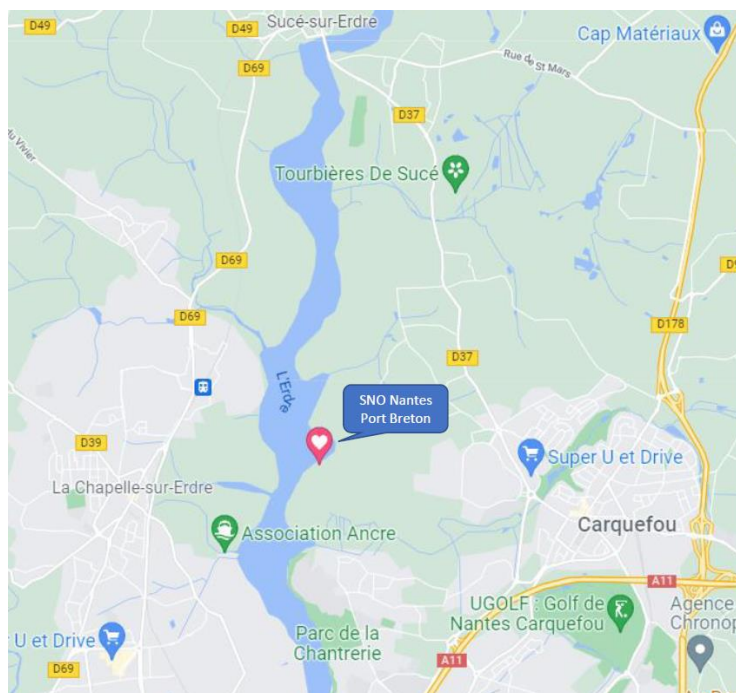 D49
D49
Sucé-sur-Erdre
Cap Matériaux
D69
Rue de St Mars
D37
du Vivier
Tourbières De Sucé
D69
D69
D178
D37
L'Erdre
SNO Nantes
Port Breton
D39
Super U et Drive
La Chapelle-sur-Erdre
Carquefou
Association Ancre
A11
UGOLF : Golf de
Nantes Carquefou
Agence
Chronop
Parc de la
Chantrerie
U et Drive
A11
D69